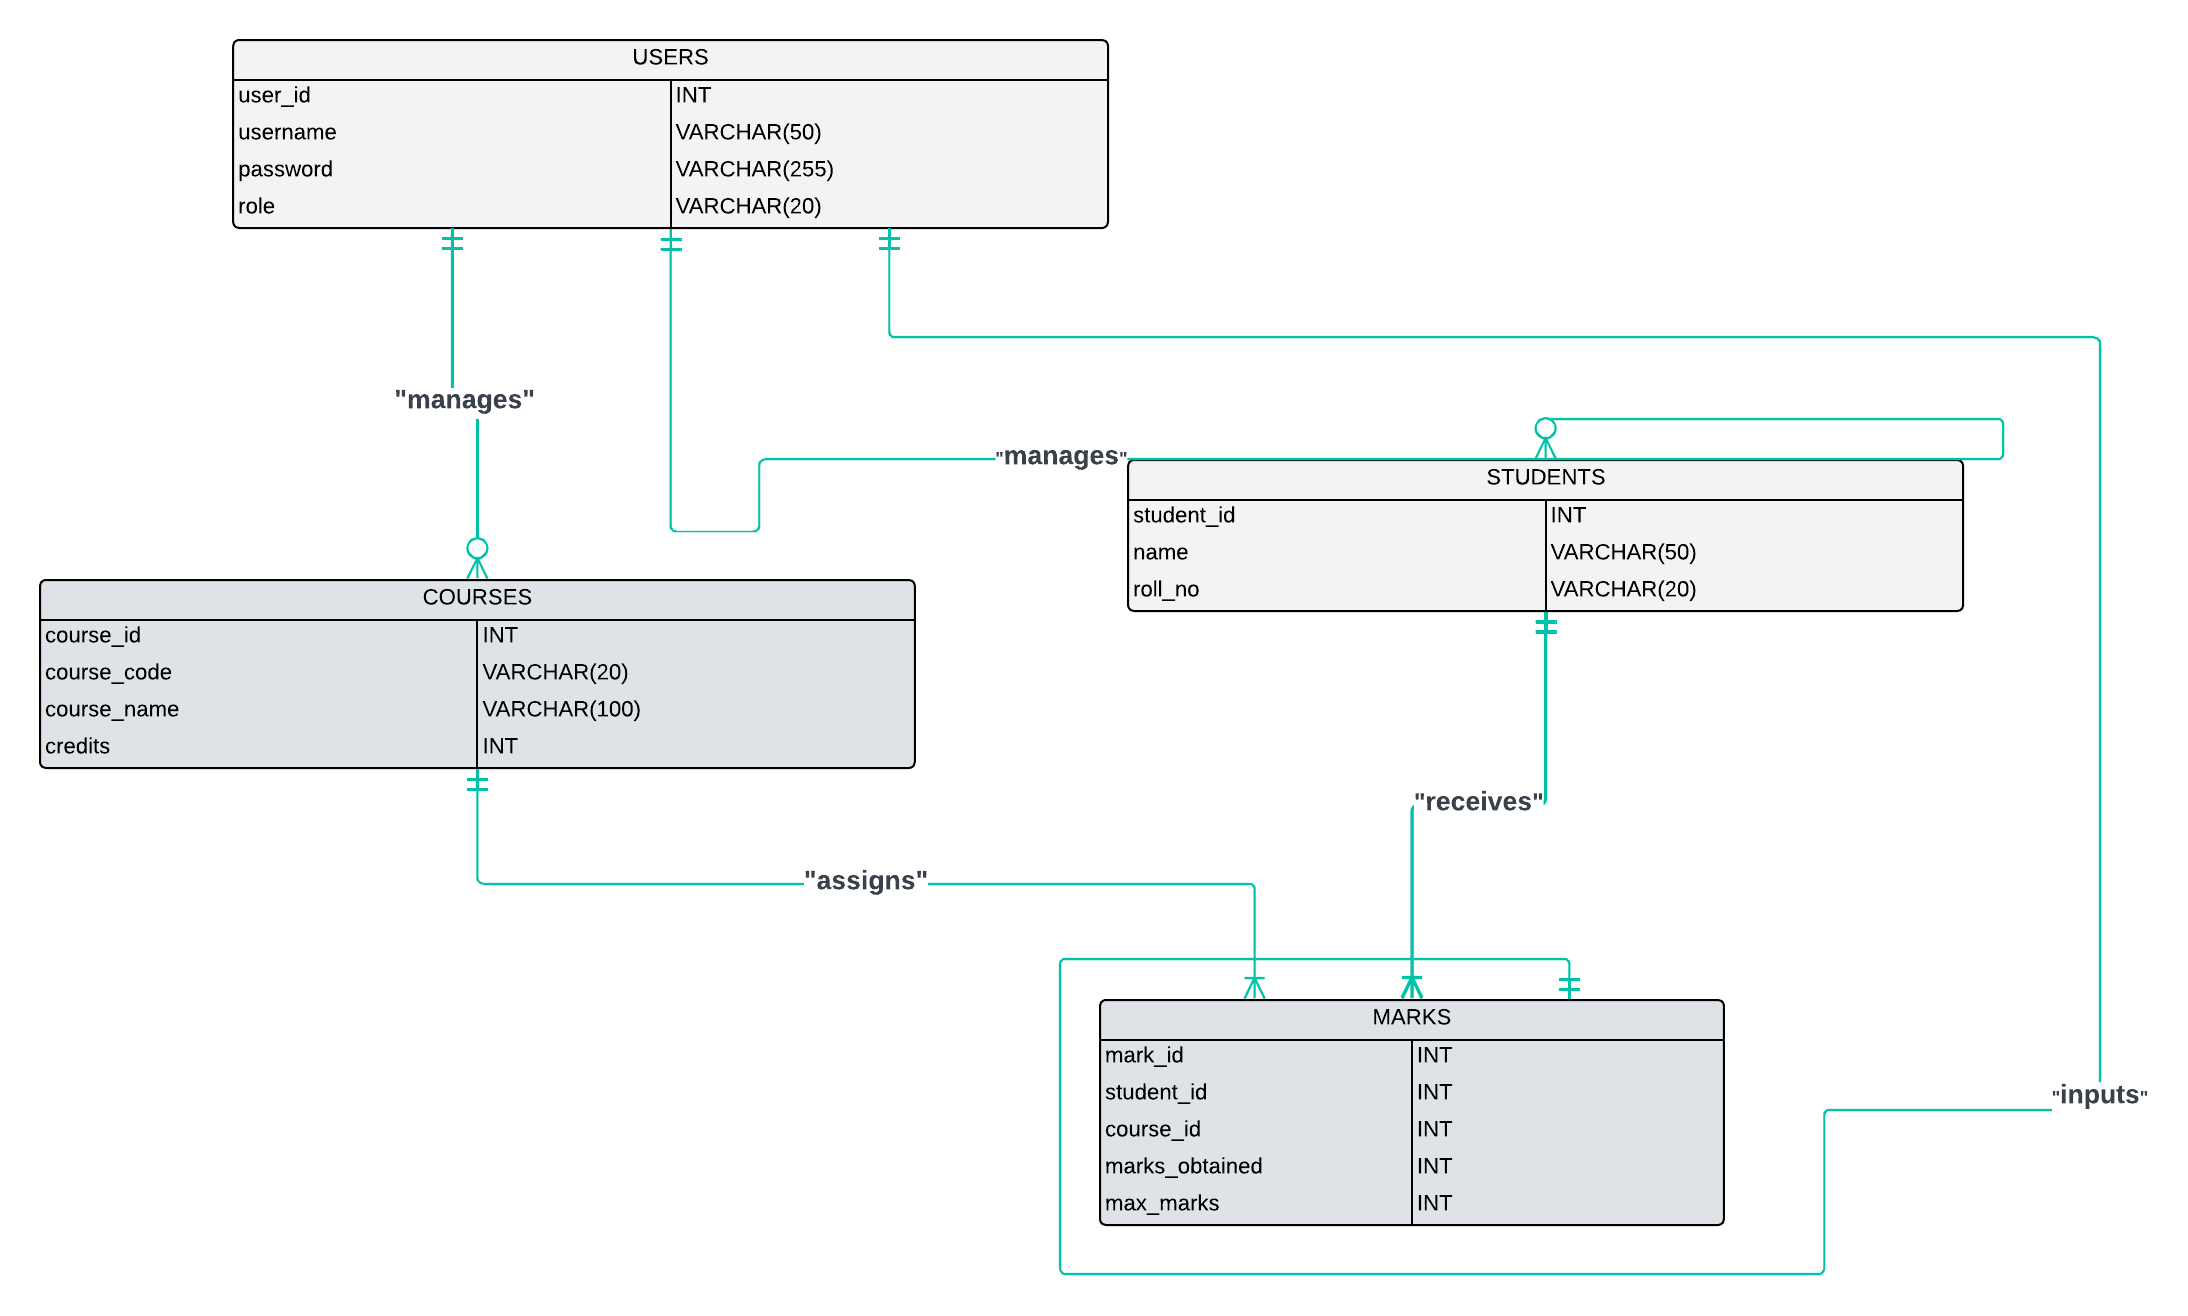 USERS
user_id INT
username VARCHAR(50)
password VARCHAR(255)
role VARCHAR(20)
"manages"
"manages"
STUDENTS
student_id INT
name VARCHAR(50)
roll_no VARCHAR(20)
COURSES
course_id INT
course_code VARCHAR(20)
course_name VARCHAR(100)
credits INT
"receives"
"assigns"
MARKS
mark_id INT
student_id INT
course_id INT
marks_obtained INT
max_marks INT
"inputs"